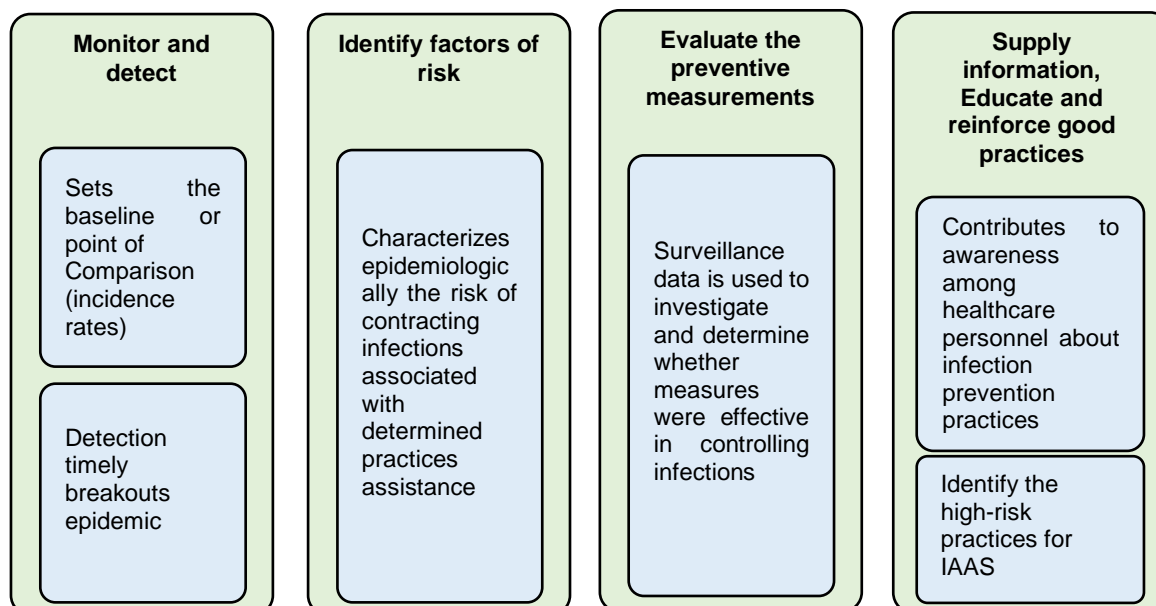 Monitor and
detect
Sets the
baseline or
point of
Comparison
(incidence
rates)
Detection
timely
breakouts
epidemic
Identify factors of
risk
Characterizes
epidemiologic
ally the risk of
contracting
infections
associated
with
determined
practices
assistance
Evaluate the
preventive
measurements
Surveillance
data is used to
investigate
and determine
whether
measures
were effective
in controlling
infections
Supply
information,
Educate and
reinforce good
practices
Contributes to
awareness
among
healthcare
personnel about
infection
prevention
practices
Identify the
high-risk
practices for
IAAS